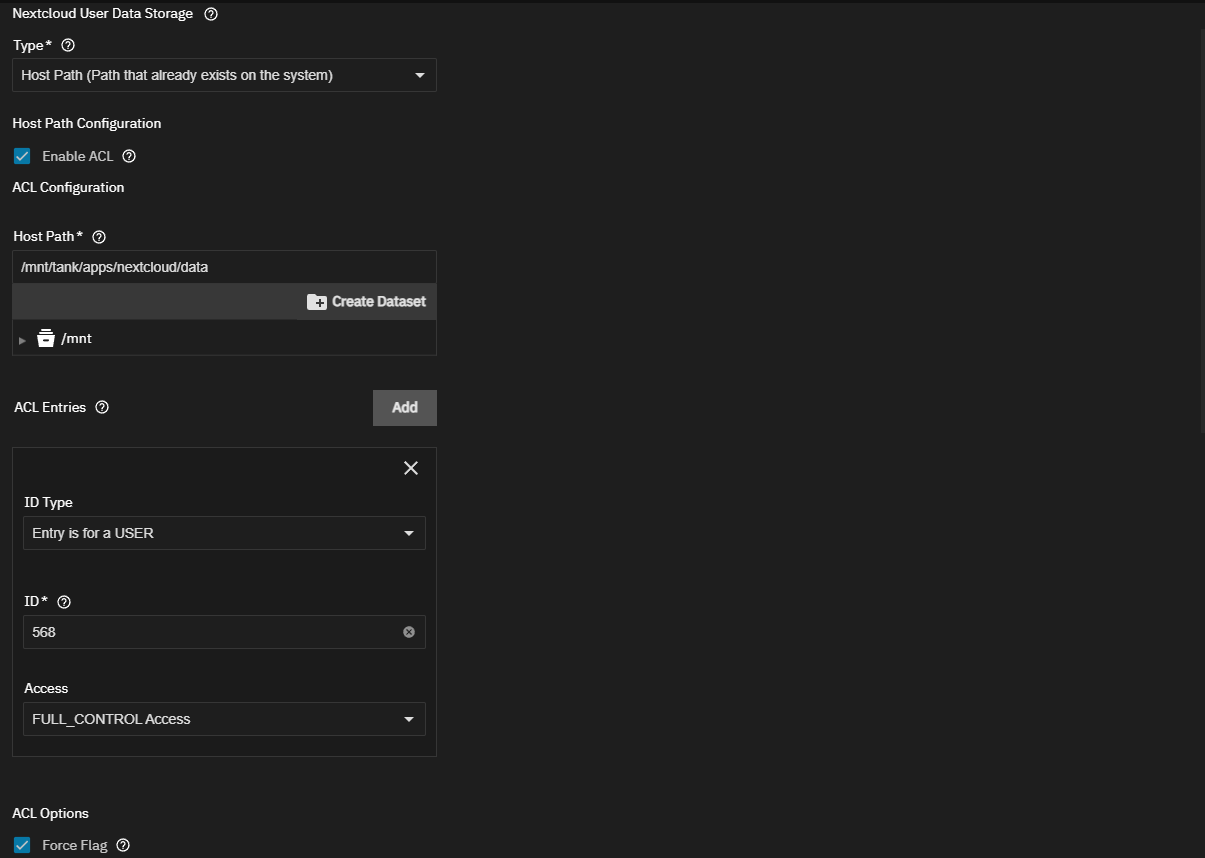 Nextcloud User Data Storage
Type*
Host Path (Path that already exists on the system)
Host Path Configuration
Enable ACL
ACL Configuration
Host Path*
/mnt/tank/apps/nextcloud/data
Create Dataset
/mnt
ACL Entries
Add
ID Type
Entry is for a USER
ID*
568
Access
FULL_CONTROL Access
ACL Options
Force Flag